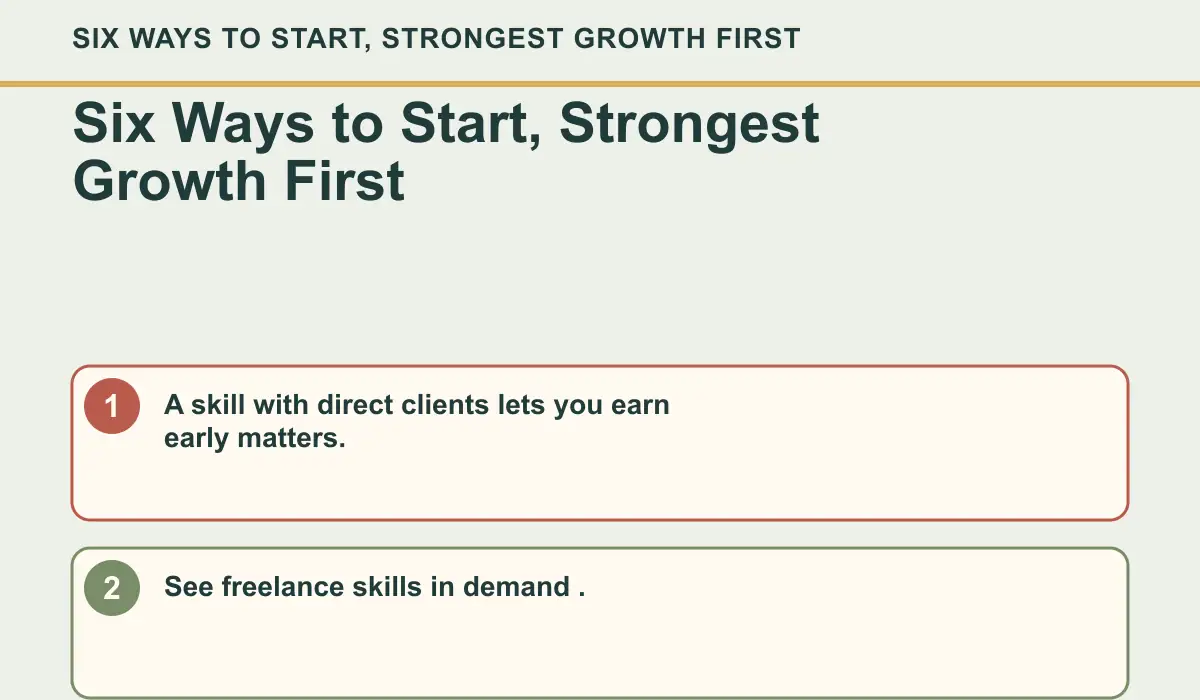 SIX WAYS TO START, STRONGEST GROWTH FIRST
Six Ways to Start, Strongest
Growth First
1
A skill with direct clients lets you earn
early matters.
2
See freelance skills in demand .